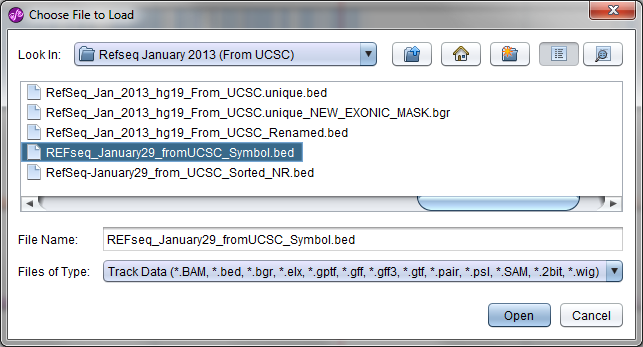 Choose File to Load
Look In: Refseq January 2013 (From UCSC)
RefSeq_Jan_2013_hg19_From_UCSC.unique.bed
RefSeq_Jan_2013_hg19_From_UCSC.unique_NEW_EXONIC_MASK.bgr
RefSeq_Jan_2013_hg19_From_UCSC_Renamed.bed
REFseq_January29_fromUCSC_Symbol.bed
RefSeq-January29_from_UCSC_Sorted_NR.bed
File Name: REFseq_January29_fromUCSC_Symbol.bed
Files of Type: Track Data (*.BAM, *.bed, *.bgr, *.elx, *.gptf, *.gff, *.gff3, *.gtf, *.pair, *.psl, *.SAM, *.2bit, *.wig)
Open Cancel